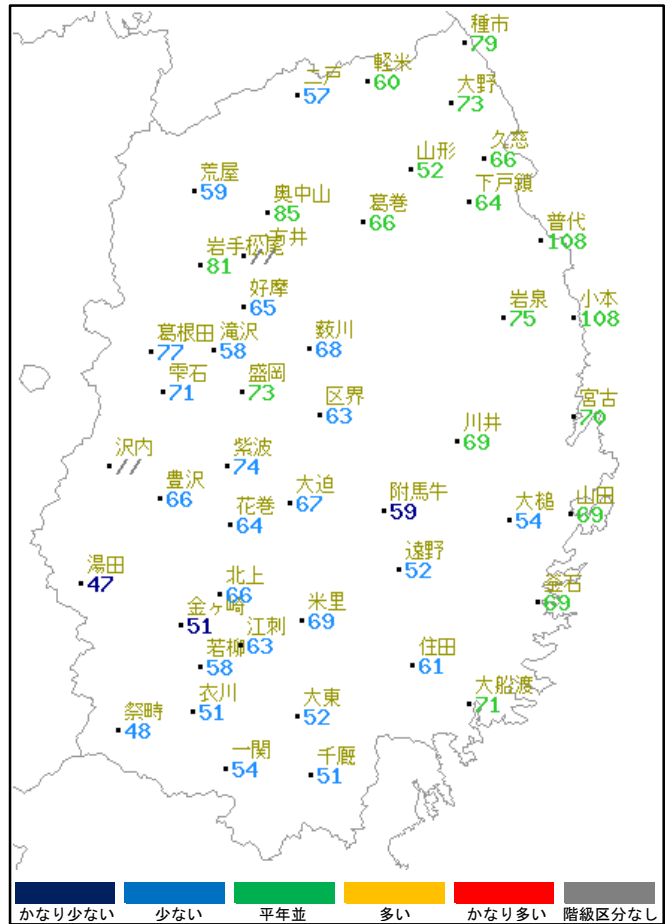 種市
79
軽米
60
二戸
57
大野
73
久慈
66
山形
52
下戸鎖
64
荒屋
59
奥中山
85
葛巻
66
普代
108
岩手松尾
81
//
好摩
65
岩泉
75
小本
108
葛根田
77
滝沢
58
薮川
68
雫石
71
盛岡
73
区界
63
宮古
70
川井
69
沢内
//
紫波
74
豊沢
66
大迫
67
花巻
64
附馬牛
59
大槌
54
山田
69
遠野
52
湯田
47
北上
66
釜石
69
金ヶ崎
51
米里
69
江刺
63
若柳
58
住田
61
衣川
51
大東
52
大船渡
71
祭畤
48
一関
54
千厩
51
かなり少ない 少ない 平年並 多い かなり多い 階級区分なし